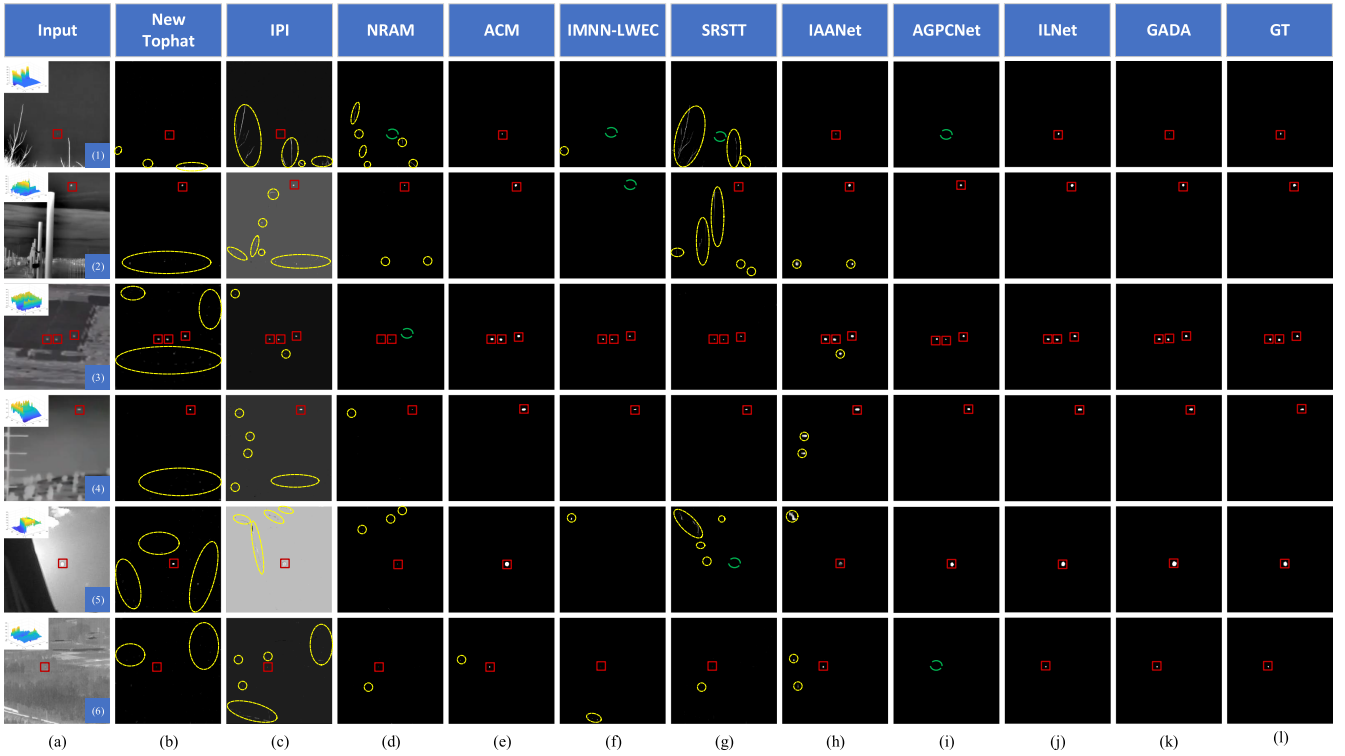 Input
New
Tophat
IPI
NRAM
ACM
IMNN-LWEC
SRSTT
IAANet
AGPCNet
ILNet
GADA
GT
(1)
(2)
(3)
(4)
(5)
(6)
(a)
(b)
(c)
(d)
(e)
(f)
(g)
(h)
(i)
(j)
(k)
(l)